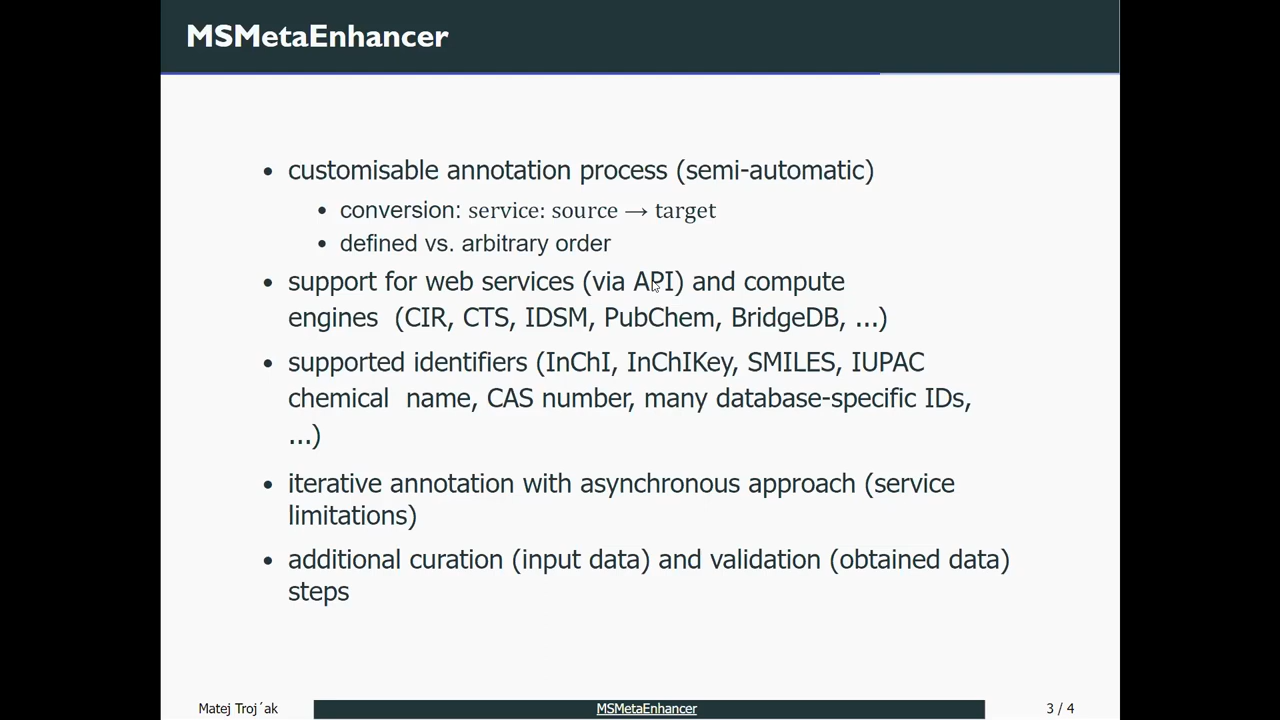 MSMetaEnhancer
• customisable annotation process (semi-automatic)
• conversion: service: source → target
• defined vs. arbitrary order
• support for web services (via API) and compute
engines (CIR, CTS, IDSM, PubChem, BridgeDB, ...)
• supported identifiers (InChI, InChIKey, SMILES, IUPAC
chemical name, CAS number, many database-specific IDs,
...)
• iterative annotation with asynchronous approach (service
limitations)
• additional curation (input data) and validation (obtained data)
steps
Matej Troj´ak
MSMetaEnhancer
3 / 4